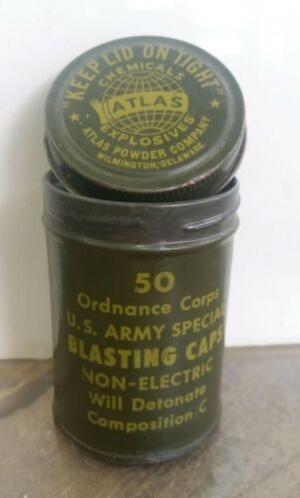 "KEEP LID ON TIGHT"
CHEMICALS
ATLAS
EXPLOSIVES
ATLAS POWDER COMPANY
WILMINGTON, DELAWARE
50
Ordnance Corps
U.S. ARMY SPECIAL
BLASTING CAPS
NON-ELECTRIC
Will Detonate
Composition C